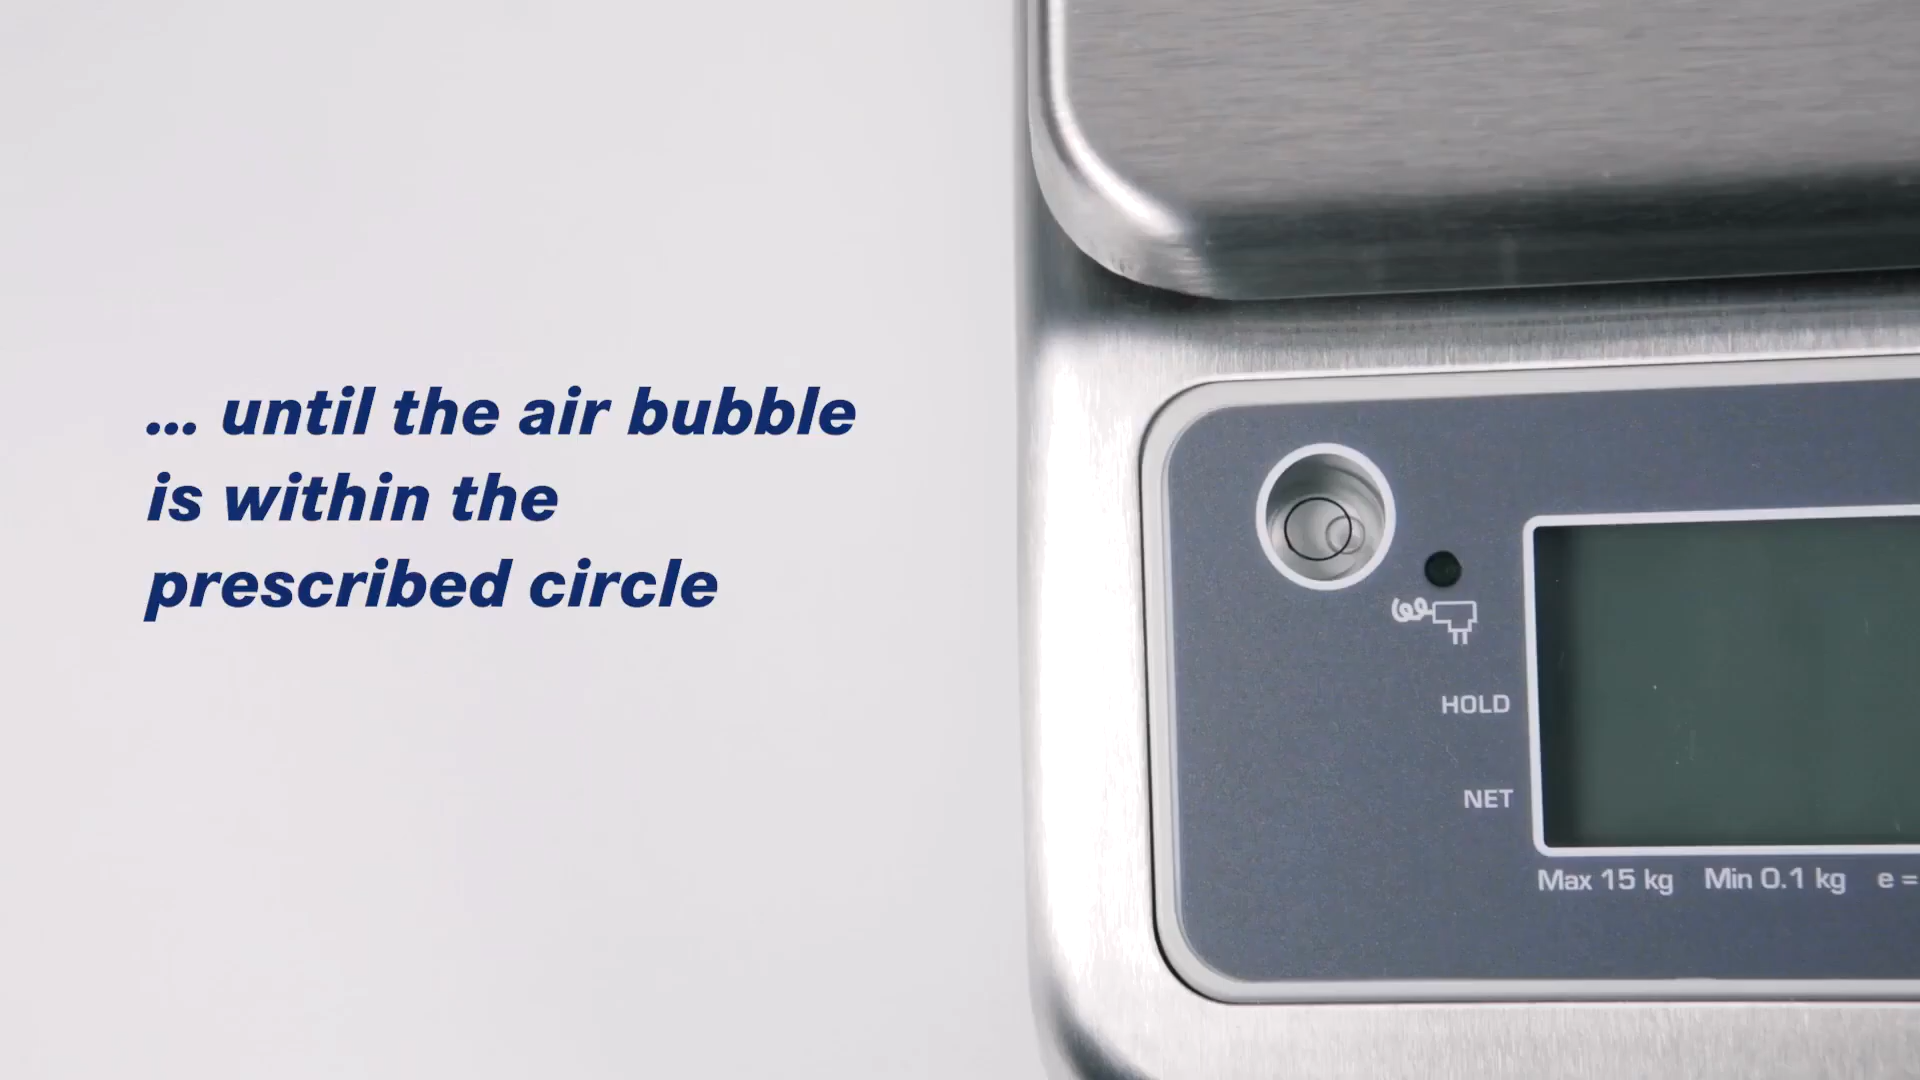 ... until the air bubble
is within the
prescribed circle
HOLD
NET
Max 15 kg Min 0.1 kg e =